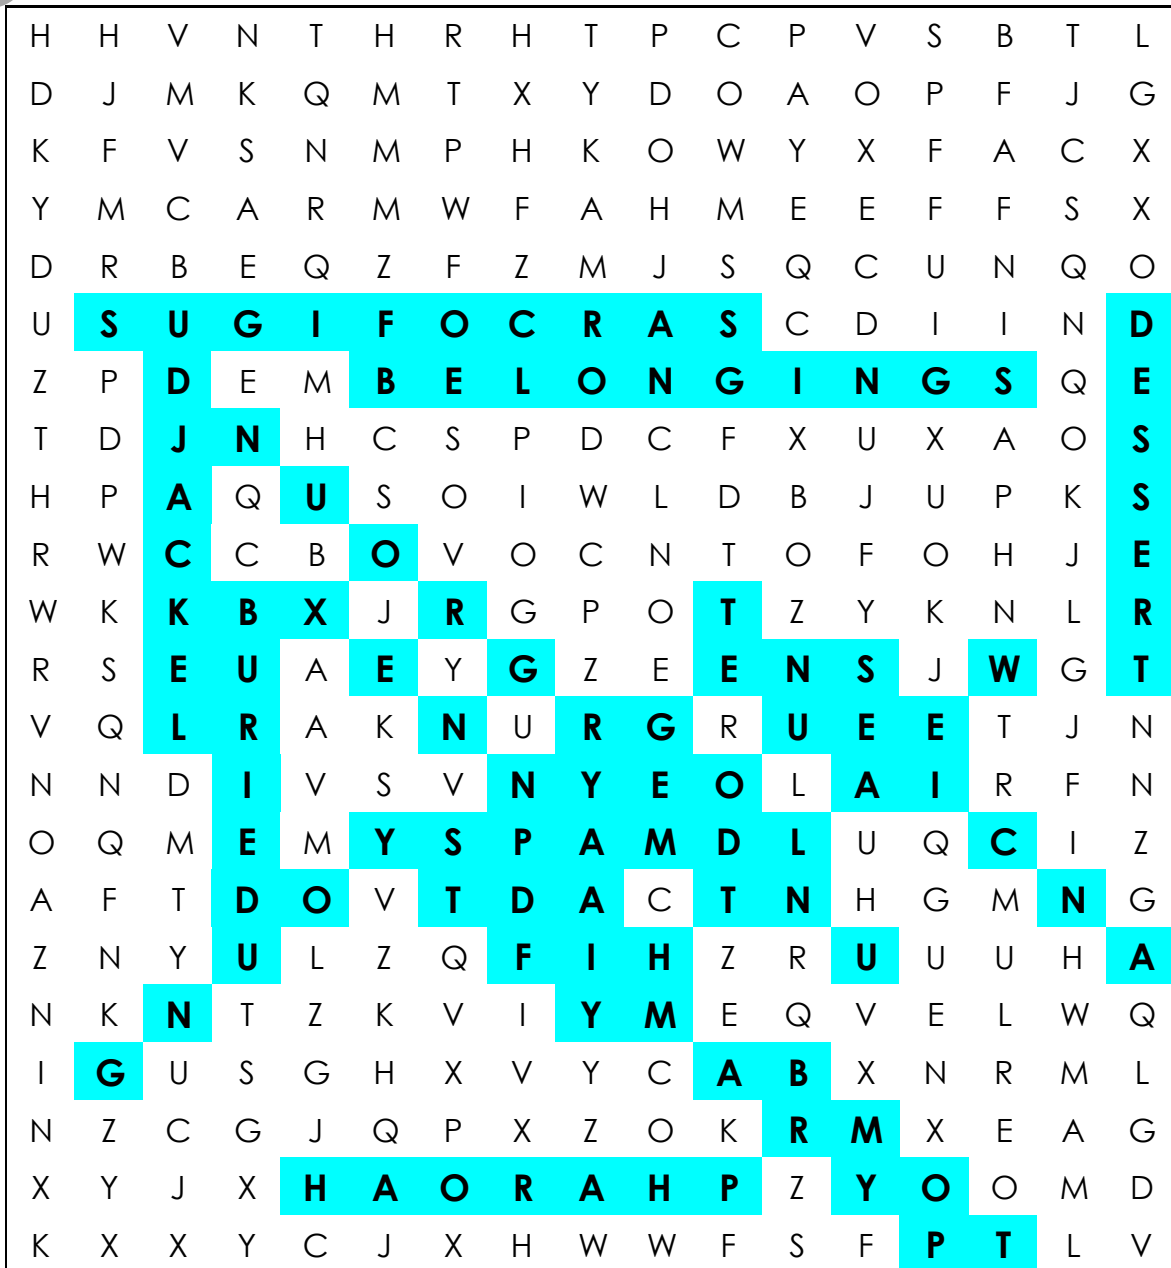 H H V N T H R H T P C P V S B T L
D J M K Q M T X Y D O A O P F J G
K F V S N M P H K O W Y X F A C X
Y M C A R M W F A H M E E F F S X
D R B E Q Z F Z M J S Q C U N Q O
U S U G I F O C R A S C D I I N D
Z P D E M B E L O N G I N G S Q E
T D J N H C S P D C F X U X A O S
H P A Q U S O I W L D B J U P K S
R W C C B O V O C N T O F O H J E
W K K B X J R G P O T Z Y K N L R
R S E U A E Y G Z E E N S J W G T
V Q L R A K N U R G R U E E T J N
N N D I V S V N Y E O L A I R F N
O Q M E M Y S P A M D L U Q C I Z
A F T D O V T D A C T N H G M N G
Z N Y U L Z Q F I H Z R U U U H A
N K N T Z K V I Y M E Q V E L W Q
I G U S G H X V Y C A B X N R M L
N Z C G J Q P X Z O K R M X E A G
X Y J X H A O R A H P Z Y O O M D
K X X Y C J X H W W F S F P T L V